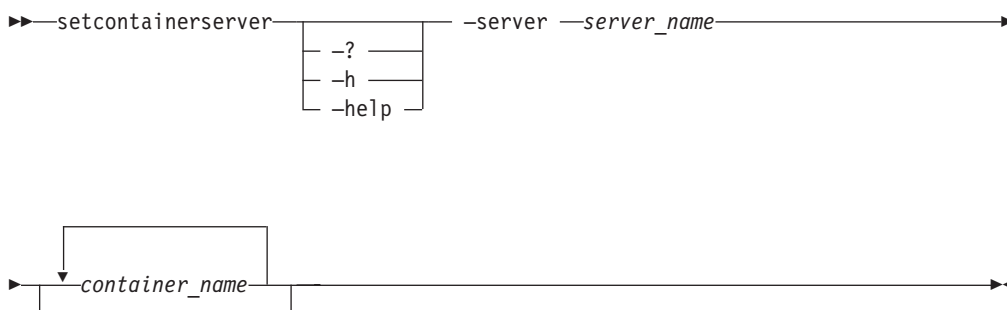 setcontainerserver –server server_name
–?
–h
–help
container_name